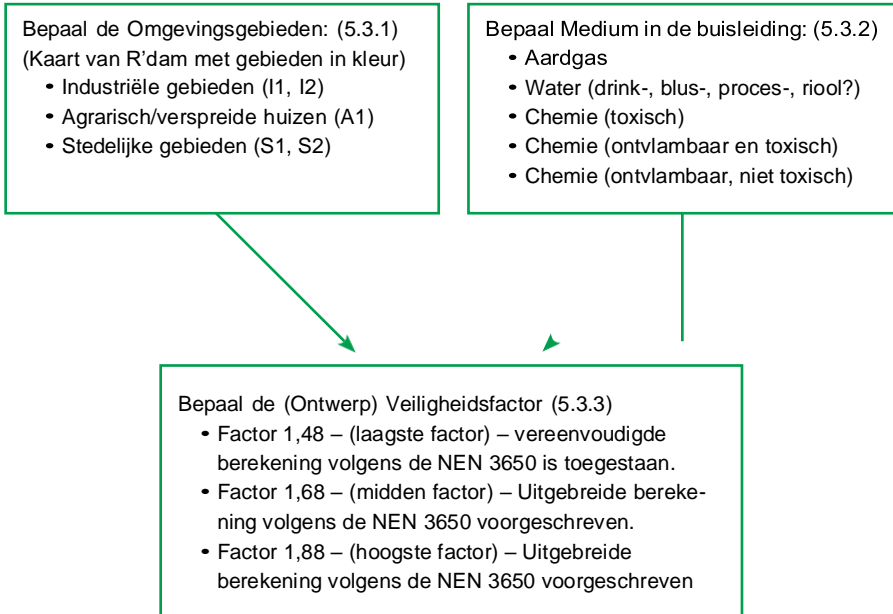 Bepaal de Omgevingsgebieden: (5.3.1)
(Kaart van R’dam met gebieden in kleur)
• Industriële gebieden (I1, I2)
• Agrarisch/verspreide huizen (A1)
• Stedelijke gebieden (S1, S2)
Bepaal Medium in de buisleiding: (5.3.2)
• Aardgas
• Water (drink-, blus-, proces-, riool?)
• Chemie (toxisch)
• Chemie (ontvlambaar en toxisch)
• Chemie (ontvlambaar, niet toxisch)
Bepaal de (Ontwerp) Veiligheidsfactor (5.3.3)
• Factor 1,48 – (laagste factor) – vereenvoudigde
berekening volgens de NEN 3650 is toegestaan.
• Factor 1,68 – (midden factor) – Uitgebreide bereke-
ning volgens de NEN 3650 voorgeschreven.
• Factor 1,88 – (hoogste factor) – Uitgebreide
berekening volgens de NEN 3650 voorgeschreven